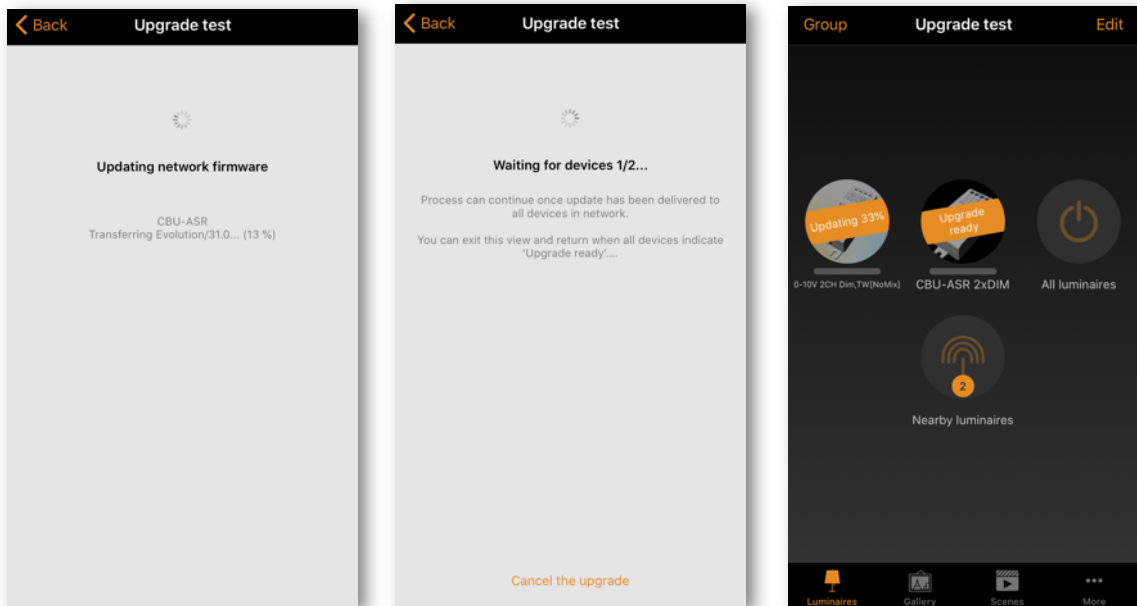 Back
Upgrade test
Updating network firmware
CBU-ASR
Transferring Evolution/31.0... (13 %)
Back
Upgrade test
Waiting for devices 1/2...
Process can continue once update has been delivered to
all devices in network.
You can exit this view and return when all devices indicate
'Upgrade ready'....
Cancel the upgrade
Group
Upgrade test
Edit
Updating 33%
Upgrade
ready
0-10V 2CH Dim,TW[NoMix]
CBU-ASR 2xDIM
All luminaires
2
Nearby luminaires
Luminaires
Gallery
Scenes
More